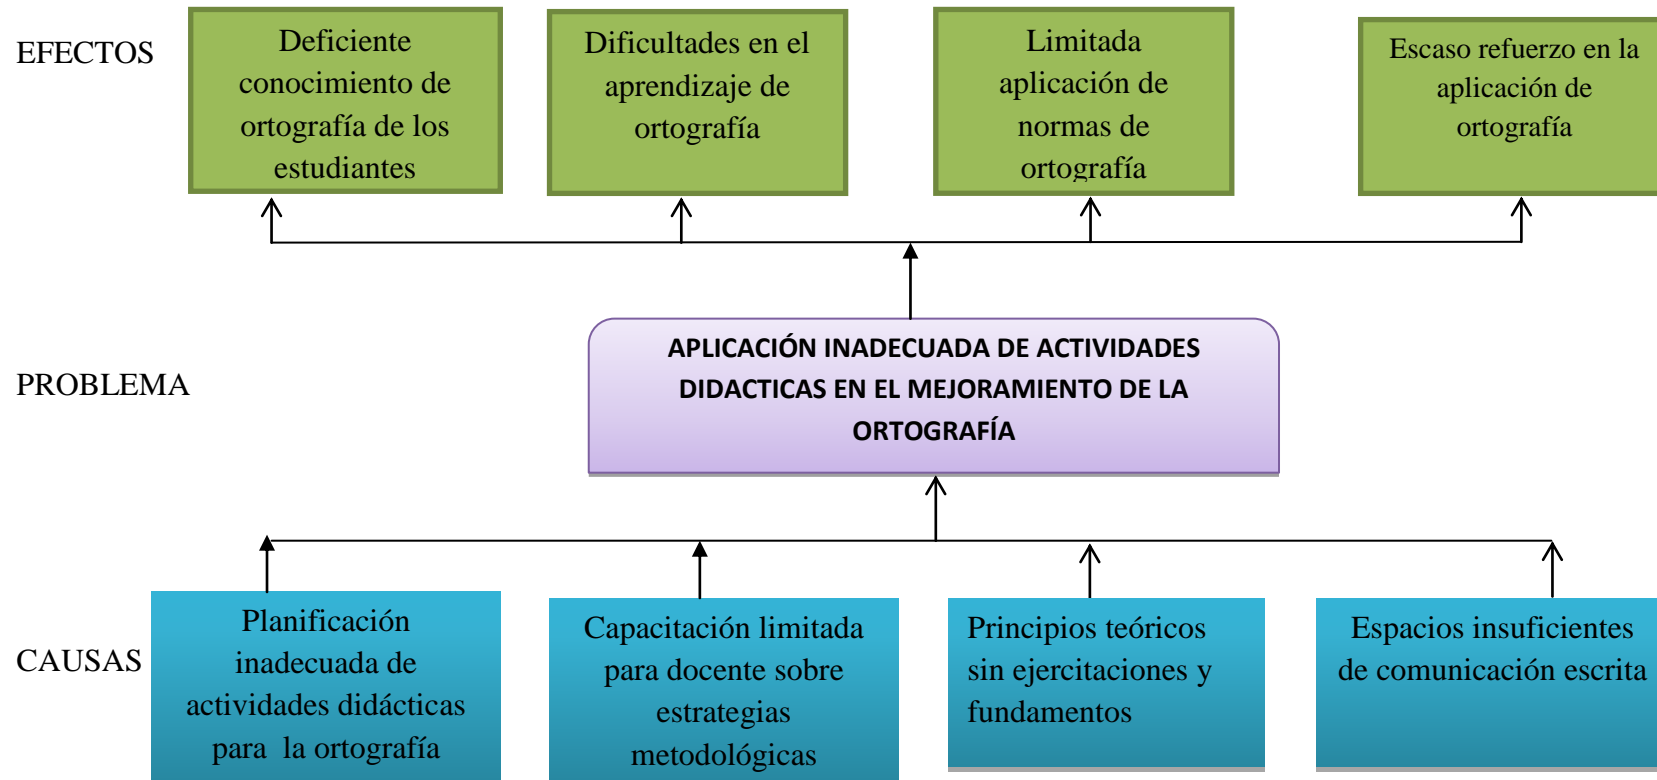 EFECTOS
Deficiente
conocimiento de
ortografía de los
estudiantes
Dificultades en el
aprendizaje de
ortografía
Limitada
aplicación de
normas de
ortografía
Escaso refuerzo en la
aplicación de
ortografía
PROBLEMA
APLICACIÓN INADECUADA DE ACTIVIDADES
DIDACTICAS EN EL MEJORAMIENTO DE LA
ORTOGRAFÍA
CAUSAS
Planificación
inadecuada de
actividades didácticas
para la ortografía
Capacitación limitada
para docente sobre
estrategias
metodológicas
Principios teóricos
sin ejercitaciones y
fundamentos
Espacios insuficientes
de comunicación escrita